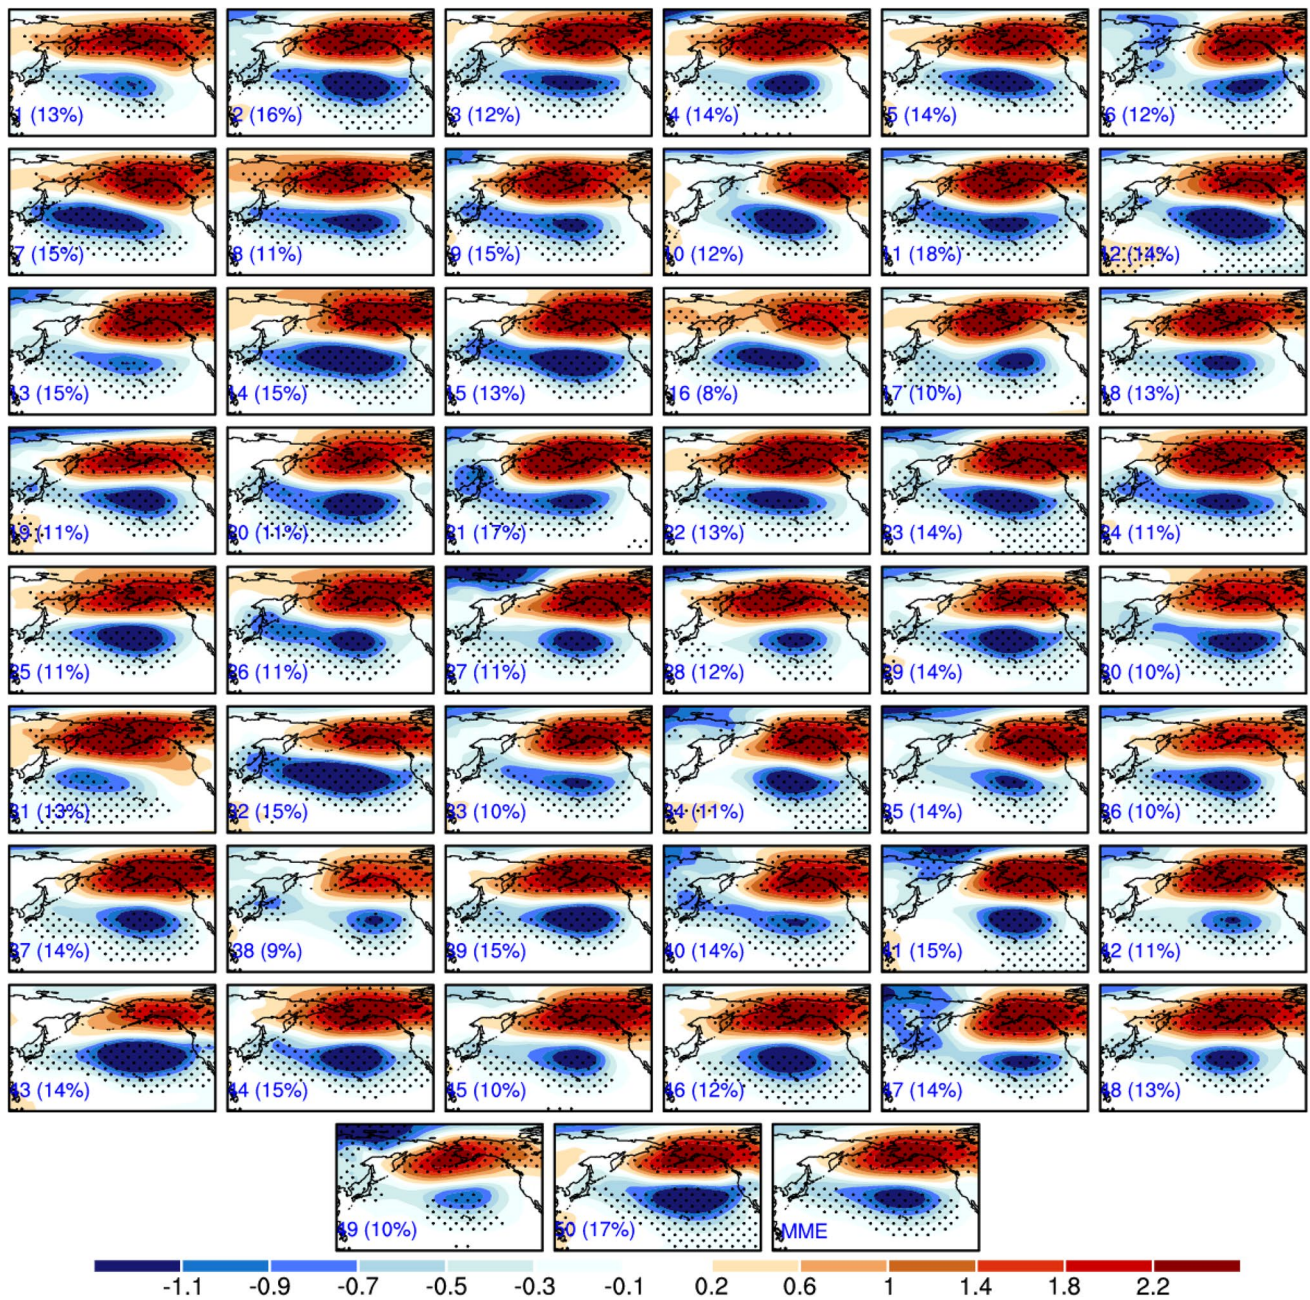 1 (13%) 2 (16%) 3 (12%) 4 (14%) 5 (14%) 6 (12%)
7 (15%) 8 (11%) 9 (15%) 10 (12%) 11 (18%) 12 (14%)
13 (15%) 14 (15%) 15 (13%) 16 (8%) 17 (10%) 18 (13%)
19 (11%) 20 (11%) 21 (17%) 22 (13%) 23 (14%) 24 (11%)
25 (11%) 26 (11%) 27 (11%) 28 (12%) 29 (14%) 30 (10%)
31 (13%) 32 (15%) 33 (10%) 34 (11%) 35 (14%) 36 (10%)
37 (14%) 38 (9%) 39 (15%) 40 (14%) 41 (15%) 42 (11%)
43 (14%) 44 (15%) 45 (10%) 46 (12%) 47 (14%) 48 (13%)
49 (10%) 50 (17%) MME
-1.1 -0.9 -0.7 -0.5 -0.3 -0.1 0.2 0.6 1 1.4 1.8 2.2